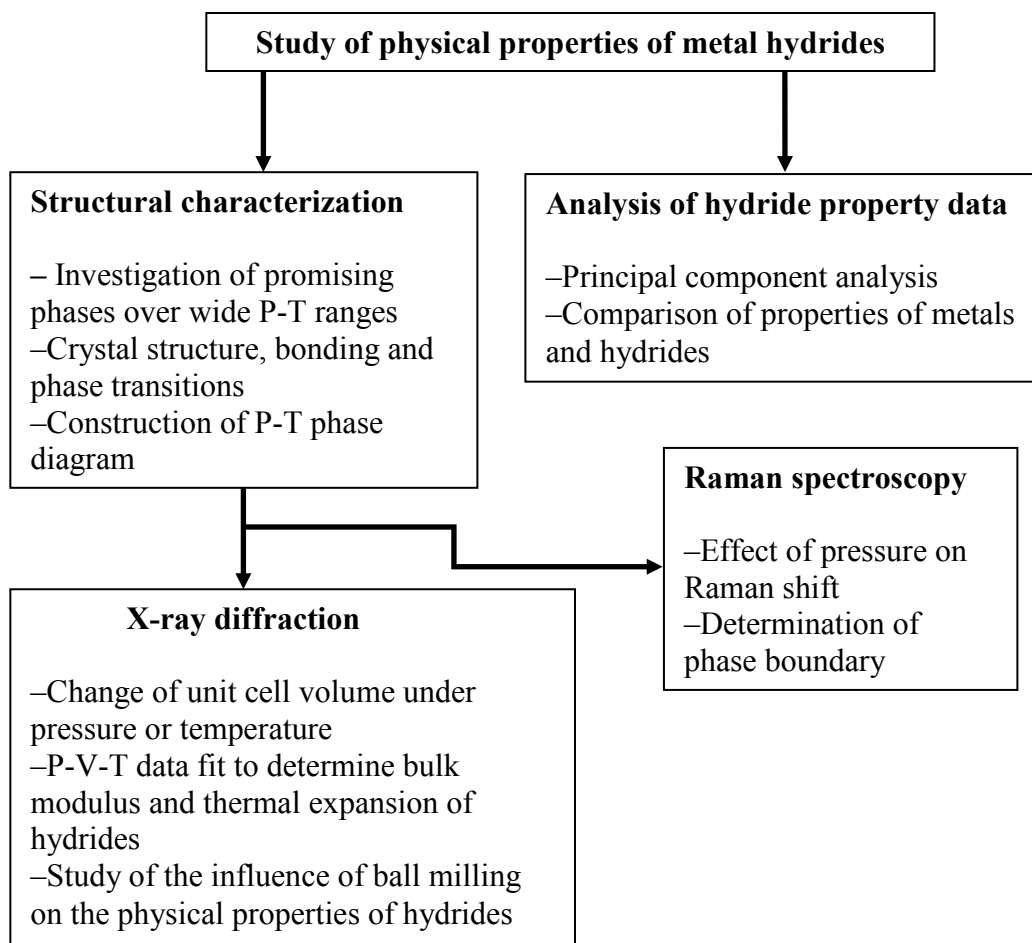 Study of physical properties of metal hydrides
Structural characterization
– Investigation of promising
phases over wide P-T ranges
–Crystal structure, bonding and
phase transitions
–Construction of P-T phase
diagram
Analysis of hydride property data
–Principal component analysis
–Comparison of properties of metals
and hydrides
Raman spectroscopy
–Effect of pressure on
Raman shift
–Determination of
phase boundary
X-ray diffraction
–Change of unit cell volume under
pressure or temperature
–P-V-T data fit to determine bulk
modulus and thermal expansion of
hydrides
–Study of the influence of ball milling
on the physical properties of hydrides